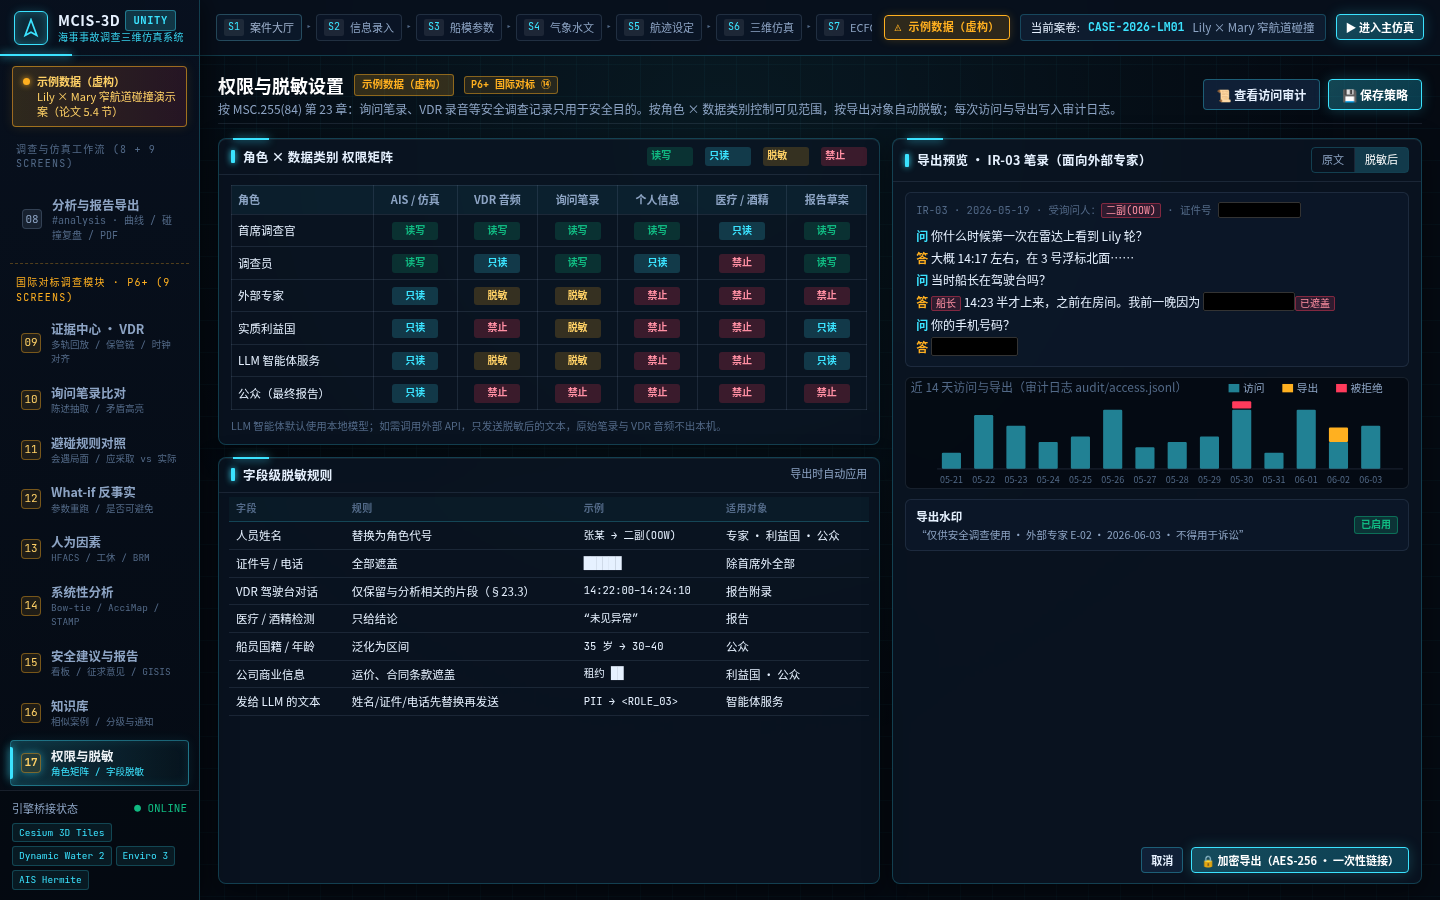 MCIS-3D UNITY
海事事故调查三维仿真系统
示例数据（虚构）
Lily × Mary 窄航道碰撞演示
案（论文 5.4 节）
调查与仿真工作流 (8 + 9
SCREENS)
08 分析与报告导出
#analysis · 曲线 / 碰
撞复盘 / PDF
国际对标调查模块 · P6+ (9
SCREENS)
09 证据中心 · VDR
多轨回放 / 保管链 / 时钟
对齐
10 询问笔录比对
陈述抽取 / 矛盾高亮
11 避碰规则对照
会遇局面 / 应采取 vs 实际
12 What-if 反事实
参数重跑 / 是否可避免
13 人为因素
HFACS / 工休 / BRM
14 系统性分析
Bow-tie / AcciMap /
STAMP
15 安全建议与报告
看板 / 征求意见 / GISIS
16 知识库
相似案例 / 分级与通知
17 权限与脱敏
角色矩阵 / 字段脱敏
引擎桥接状态 ● ONLINE
Cesium 3D Tiles
Dynamic Water 2 Enviro 3
AIS Hermite
S1 案件大厅 ▸ S2 信息录入 ▸ S3 船模参数 ▸ S4 气象水文 ▸ S5 航迹设定 ▸ S6 三维仿真 ▸ S7
⚠ 示例数据（虚构）
当前案卷: CASE-2026-LM01 Lily × Mary 窄航道碰撞
▶ 进入主仿真
权限与脱敏设置 示例数据（虚构） P6+ 国际对标 ⑭
按 MSC.255(84) 第 23 章：询问笔录、VDR 录音等安全调查记录只用于安全目的。按角色 × 数据类别控制可见范围，按导出对象自动脱敏；每次访问与导出写入审计日志。
📜 查看访问审计 💾 保存策略
角色 × 数据类别 权限矩阵 读写 只读 脱敏 禁止
角色 AIS / 仿真 VDR 音频 询问笔录 个人信息 医疗 / 酒精 报告草案
首席调查官 读写 读写 读写 读写 只读 读写
调查员 读写 只读 读写 只读 禁止 读写
外部专家 只读 脱敏 脱敏 禁止 禁止 禁止
实质利益国 只读 禁止 脱敏 禁止 禁止 只读
LLM 智能体服务 只读 脱敏 脱敏 禁止 禁止 只读
公众（最终报告） 只读 禁止 禁止 禁止 禁止 禁止
LLM 智能体默认使用本地模型；如需调用外部 API，只发送脱敏后的文本，原始笔录与 VDR 音频不出本机。
字段级脱敏规则 导出时自动应用
字段 规则 示例 适用对象
人员姓名 替换为角色代号 张某 → 二副(OOW) 专家 · 利益国 · 公众
证件号 / 电话 全部遮盖 ██████ 除首席外全部
VDR 驾驶台对话 仅保留与分析相关的片段（§23.3） 14:22:00–14:24:10 报告附录
医疗 / 酒精检测 只给结论 “未见异常” 报告
船员国籍 / 年龄 泛化为区间 35 岁 → 30–40 公众
公司商业信息 运价、合同条款遮盖 租约 ██ 利益国 · 公众
发给 LLM 的文本 姓名/证件/电话先替换再发送 PII → <ROLE_03> 智能体服务
导出预览 · IR-03 笔录（面向外部专家） 原文 脱敏后
IR-03 · 2026-05-19 · 受询问人: 二副(OOW) · 证件号
问 你什么时候第一次在雷达上看到 Lily 轮？
答 大概 14:17 左右，在 3 号浮标北面……
问 当时船长在驾驶台吗？
答 船长 14:23 半才上来，之前在房间。我前一晚因为 已遮盖
问 你的手机号码？
答
近 14 天访问与导出（审计日志 audit/access.jsonl） 访问 导出 被拒绝
05-21 05-22 05-23 05-24 05-25 05-26 05-27 05-28 05-29 05-30 05-31 06-01 06-02 06-03
导出水印
“仅供安全调查使用 · 外部专家 E-02 · 2026-06-03 · 不得用于诉讼”
已启用
取消 🔒 加密导出（AES-256 · 一次性链接）